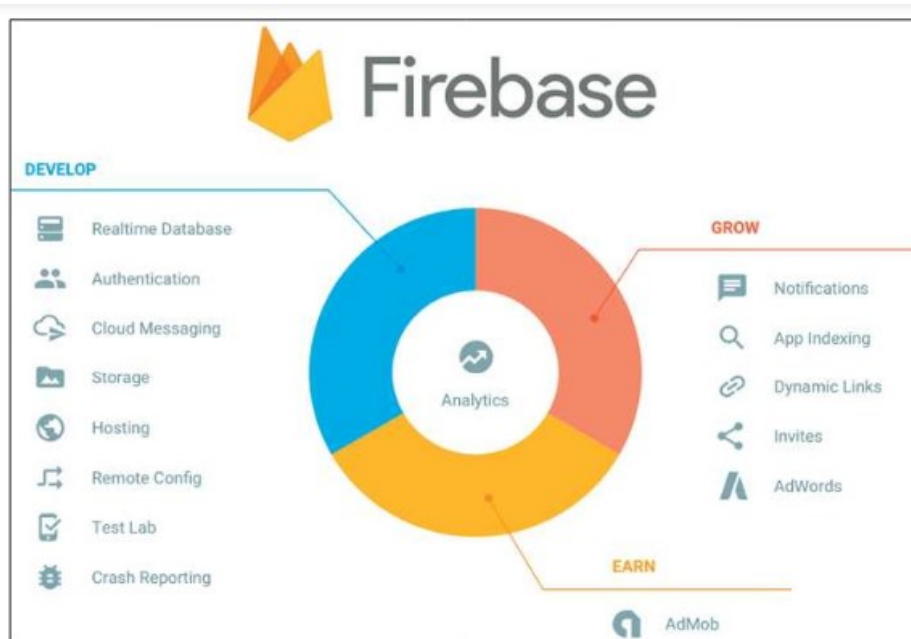 Firebase
DEVELOP
Realtime Database
Authentication
Cloud Messaging
Storage
Hosting
Remote Config
Test Lab
Crash Reporting
Analytics
GROW
Notifications
App Indexing
Dynamic Links
Invites
AdWords
EARN
AdMob